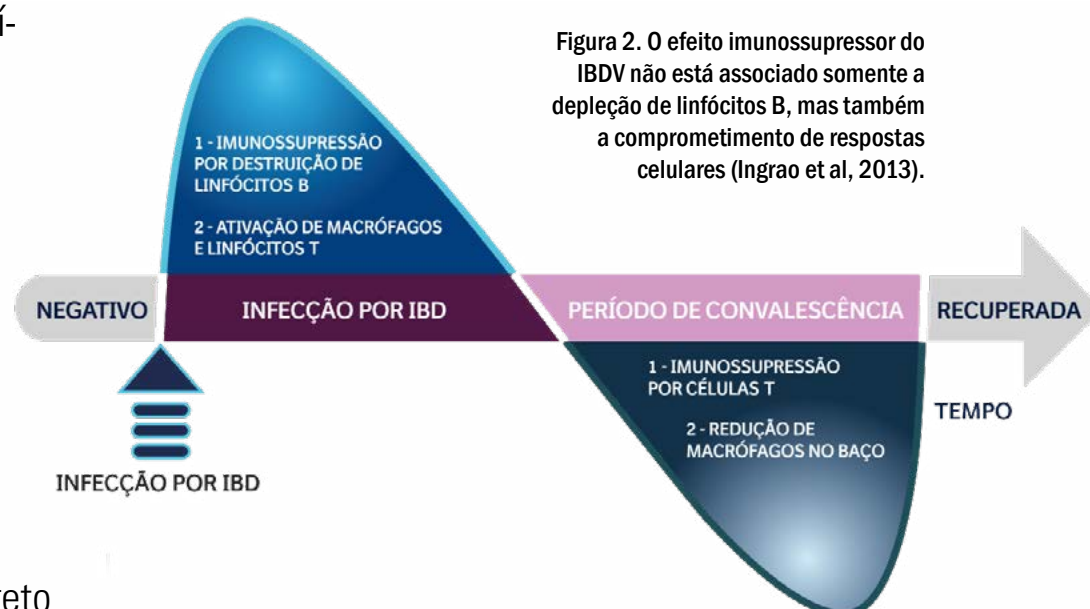 í-
Figura 2. O efeito imunossupressor do
IBDV não está associado somente a
depleção de linfócitos B, mas também
a comprometimento de respostas
celulares (Ingrao et al, 2013).
1 - IMUNOSSUPRESSÃO
POR DESTRUIÇÃO DE
LINFÓCITOS B
2 - ATIVAÇÃO DE MACRÓFAGOS
E LINFÓCITOS T
NEGATIVO
INFECÇÃO POR IBD
PERÍODO DE CONVALESCÊNCIA
RECUPERADA
1 - IMUNOSSUPRESSÃO
POR CÉLULAS T
2 - REDUÇÃO DE
MACRÓFAGOS NO BAÇO
TEMPO
INFECÇÃO POR IBD